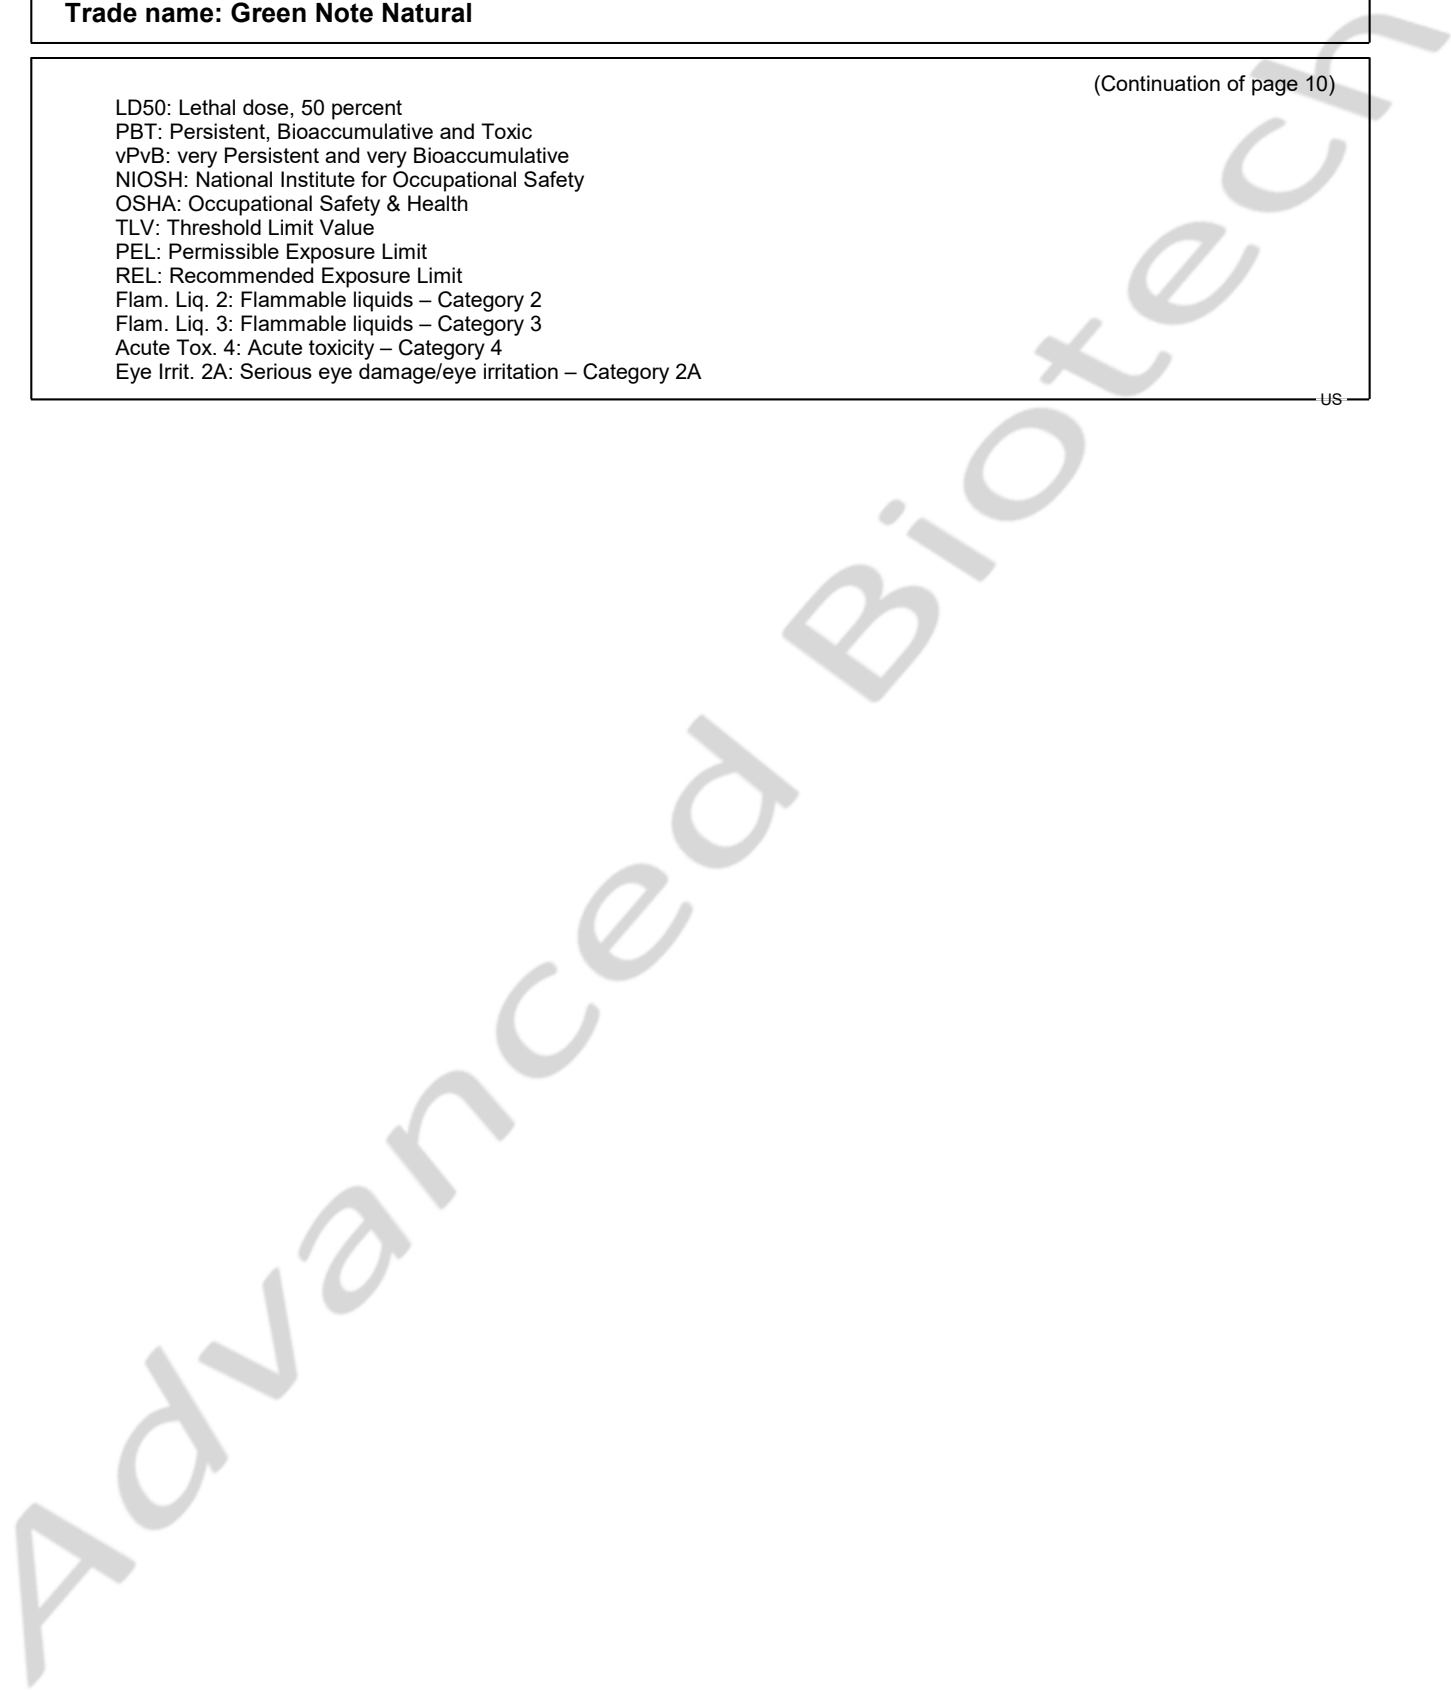 Trade name: Green Note Natural
(Continuation of page 10)
LD50: Lethal dose, 50 percent
PBT: Persistent, Bioaccumulative and Toxic
vPvB: very Persistent and very Bioaccumulative
NIOSH: National Institute for Occupational Safety
OSHA: Occupational Safety & Health
TLV: Threshold Limit Value
PEL: Permissible Exposure Limit
REL: Recommended Exposure Limit
Flam. Liq. 2: Flammable liquids – Category 2
Flam. Liq. 3: Flammable liquids – Category 3
Acute Tox. 4: Acute toxicity – Category 4
Eye Irrit. 2A: Serious eye damage/eye irritation – Category 2A
US
Advanced Biotech